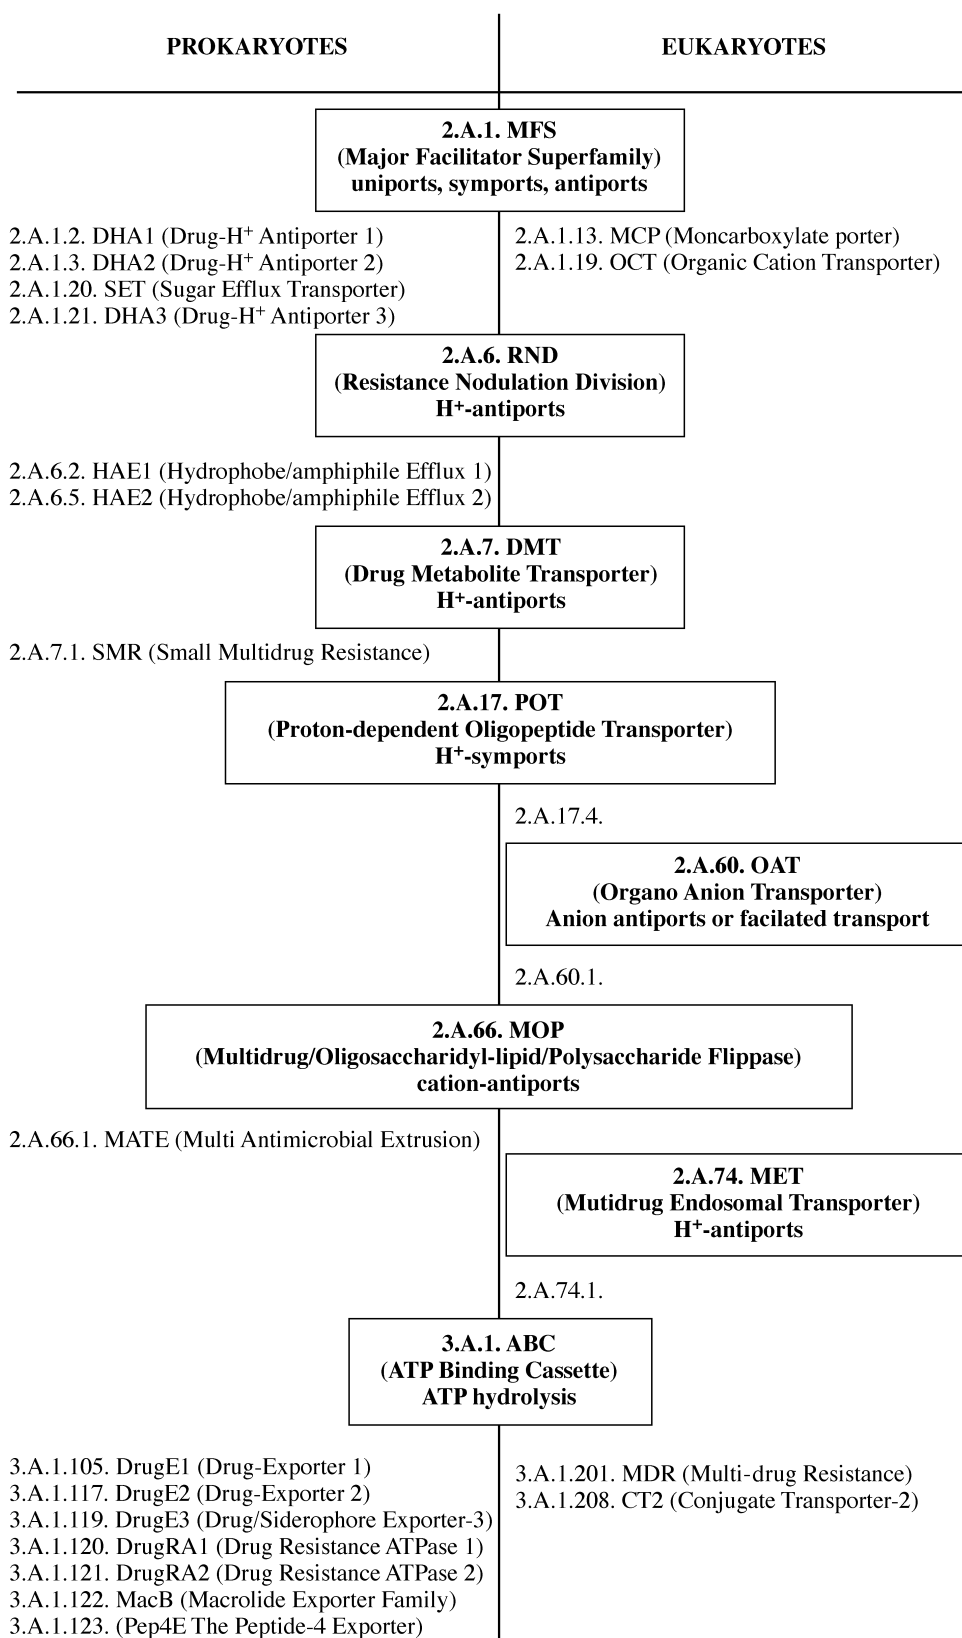 PROKARYOTES
EUKARYOTES
2.A.1. MFS
(Major Facilitator Superfamily)
uniports, symports, antiports
2.A.1.2. DHA1 (Drug-H⁺ Antiporter 1)
2.A.1.3. DHA2 (Drug-H⁺ Antiporter 2)
2.A.1.20. SET (Sugar Efflux Transporter)
2.A.1.21. DHA3 (Drug-H⁺ Antiporter 3)
2.A.1.13. MCP (Moncarboxylate porter)
2.A.1.19. OCT (Organic Cation Transporter)
2.A.6. RND
(Resistance Nodulation Division)
H⁺-antiports
2.A.6.2. HAE1 (Hydrophobe/amphiphile Efflux 1)
2.A.6.5. HAE2 (Hydrophobe/amphiphile Efflux 2)
2.A.7. DMT
(Drug Metabolite Transporter)
H⁺-antiports
2.A.7.1. SMR (Small Multidrug Resistance)
2.A.17. POT
(Proton-dependent Oligopeptide Transporter)
H⁺-symports
2.A.17.4.
2.A.60. OAT
(Organo Anion Transporter)
Anion antiports or facilated transport
2.A.60.1.
2.A.66. MOP
(Multidrug/Oligosaccharidyl-lipid/Polysaccharide Flippase)
cation-antiports
2.A.66.1. MATE (Multi Antimicrobial Extrusion)
2.A.74. MET
(Mutidrug Endosomal Transporter)
H⁺-antiports
2.A.74.1.
3.A.1. ABC
(ATP Binding Cassette)
ATP hydrolysis
3.A.1.105. DrugE1 (Drug-Exporter 1)
3.A.1.117. DrugE2 (Drug-Exporter 2)
3.A.1.119. DrugE3 (Drug/Siderophore Exporter-3)
3.A.1.120. DrugRA1 (Drug Resistance ATPase 1)
3.A.1.121. DrugRA2 (Drug Resistance ATPase 2)
3.A.1.122. MacB (Macrolide Exporter Family)
3.A.1.123. (Pep4E The Peptide-4 Exporter)
3.A.1.201. MDR (Multi-drug Resistance)
3.A.1.208. CT2 (Conjugate Transporter-2)